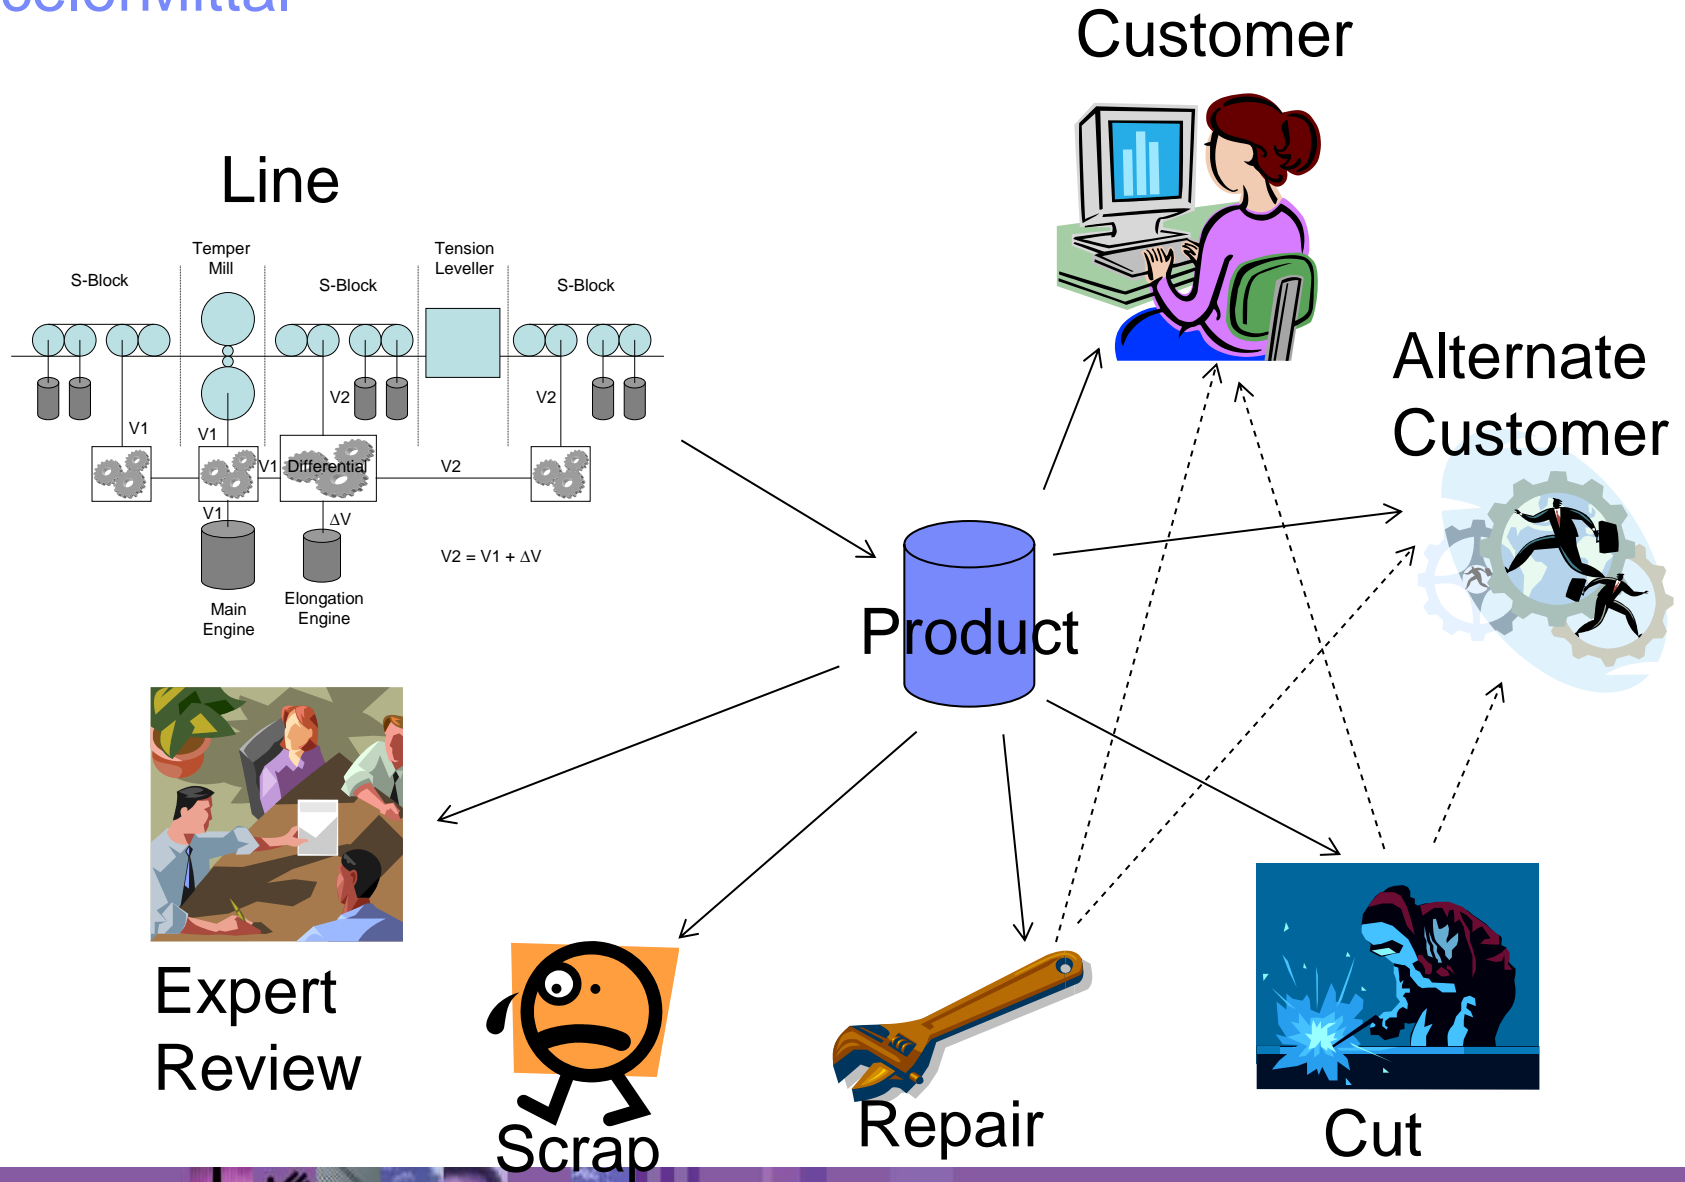 Customer
Line
Temper
Mill
Tension
Leveller
S-Block
S-Block
S-Block
Alternate
Customer
V2
V2
V1
V1
V1
Differential
V2
V1
ΔV
V2 = V1 + ΔV
Main
Engine
Elongation
Engine
Product
Expert
Review
Scrap
Repair
Cut